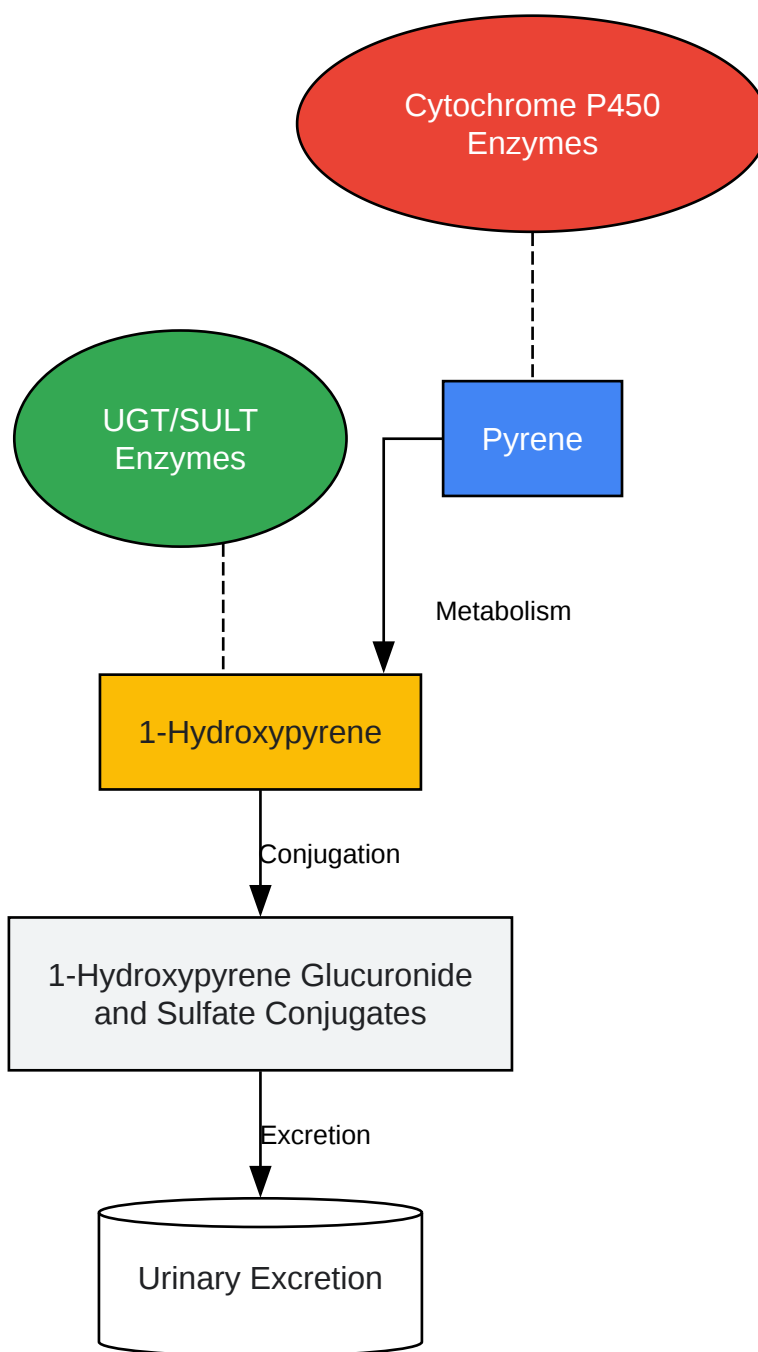 Cytochrome P450
Enzymes
UGT/SULT
Enzymes
Pyrene
Metabolism
1-Hydroxypyrene
Conjugation
1-Hydroxypyrene Glucuronide
and Sulfate Conjugates
Excretion
Urinary Excretion